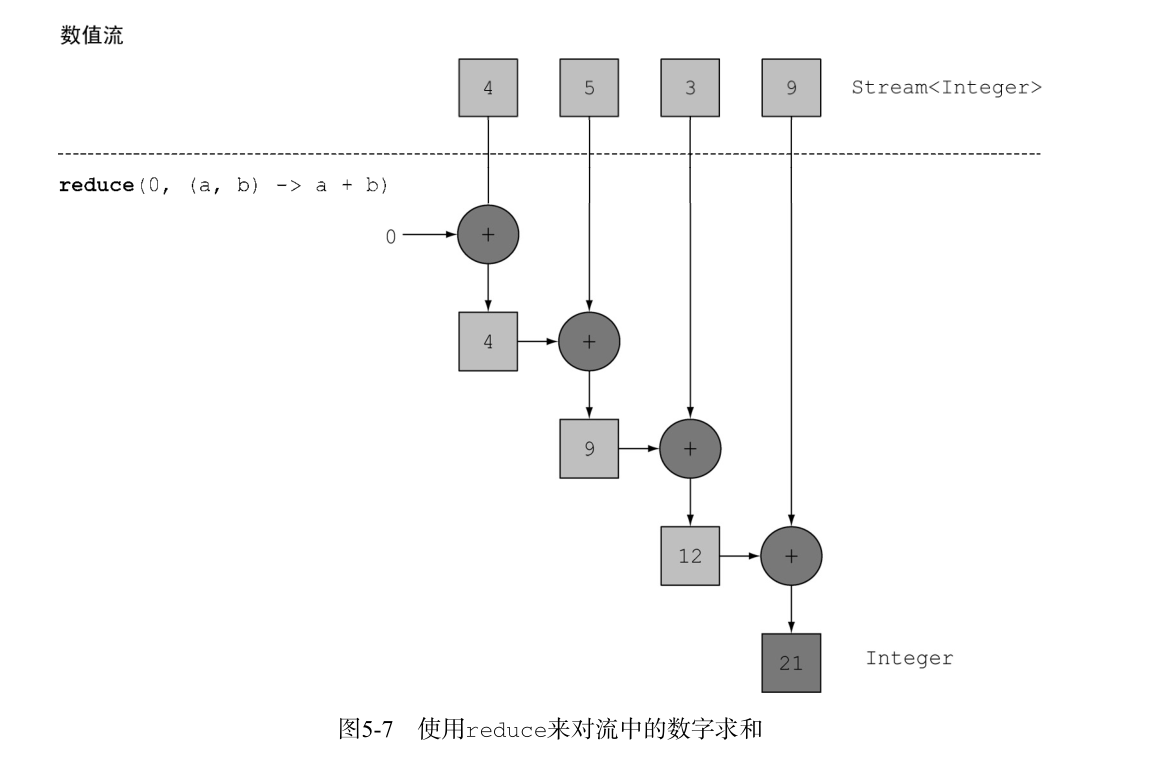 数值流
4 5 3 9 Stream<Integer>
reduce(0, (a, b) -> a + b)
0 +
4 +
9 +
12 +
21 Integer
图5-7 使用reduce来对流中的数字求和